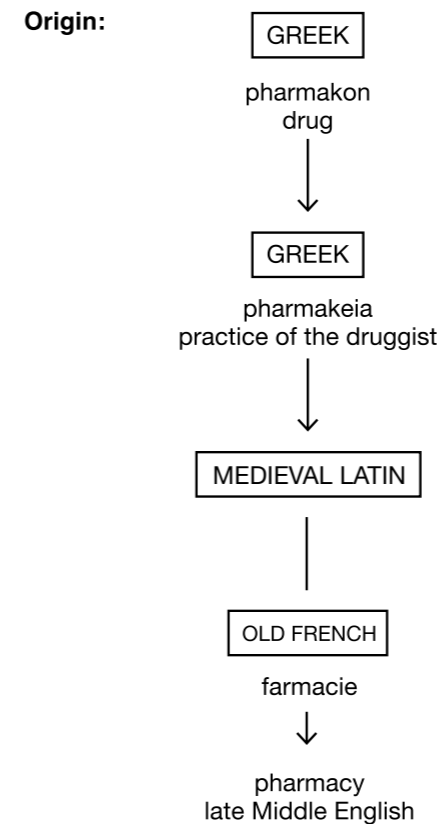 Origin:
GREEK
pharmakon
drug
GREEK
pharmakeia
practice of the druggist
MEDIEVAL LATIN
OLD FRENCH
farmacie
pharmacy
late Middle English